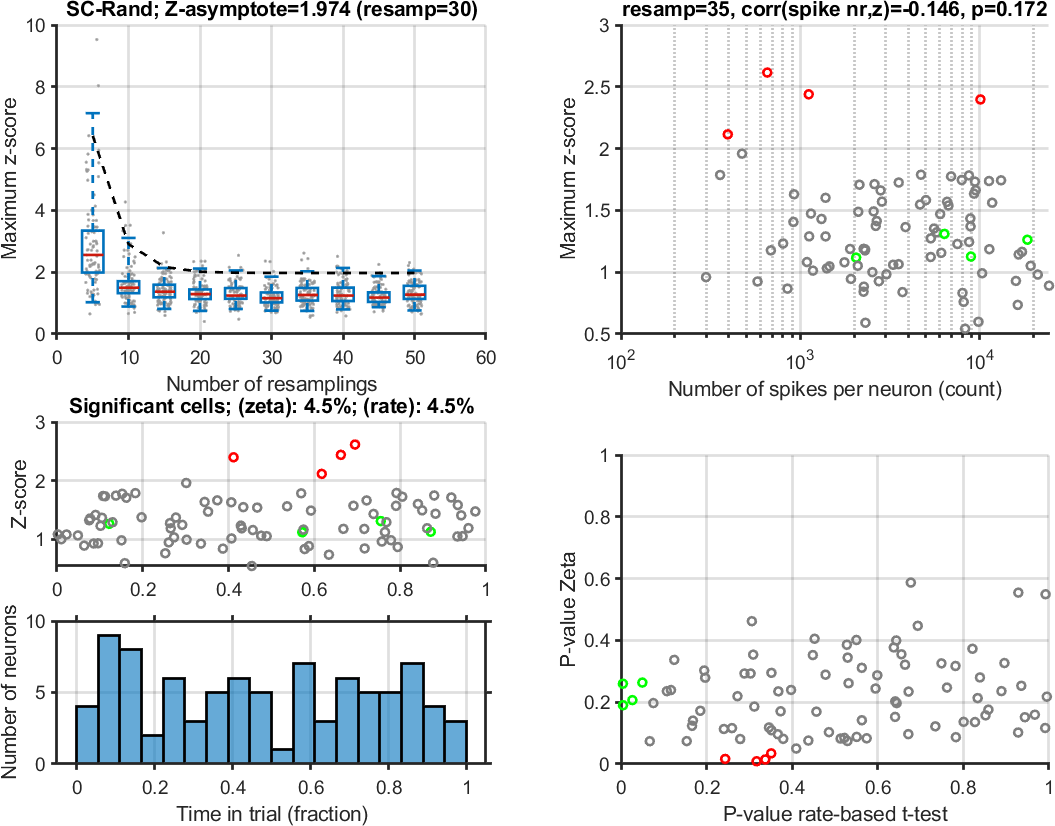 SC-Rand; Z-asymptote=1.974 (resamp=30)
Maximum z-score
10
8
6
4
2
0
0 10 20 30 40 50 60
Number of resamplings
resamp=35, corr(spike nr,z)=-0.146, p=0.172
Maximum z-score
3
2.5
2
1.5
1
0.5
10^2 10^3 10^4
Number of spikes per neuron (count)
Significant cells; (zeta): 4.5%; (rate): 4.5%
Z-score
3
2
1
0 0.2 0.4 0.6 0.8 1
Number of neurons
10
5
0
0 0.2 0.4 0.6 0.8 1
Time in trial (fraction)
P-value Zeta
1
0.8
0.6
0.4
0.2
0
0 0.2 0.4 0.6 0.8 1
P-value rate-based t-test